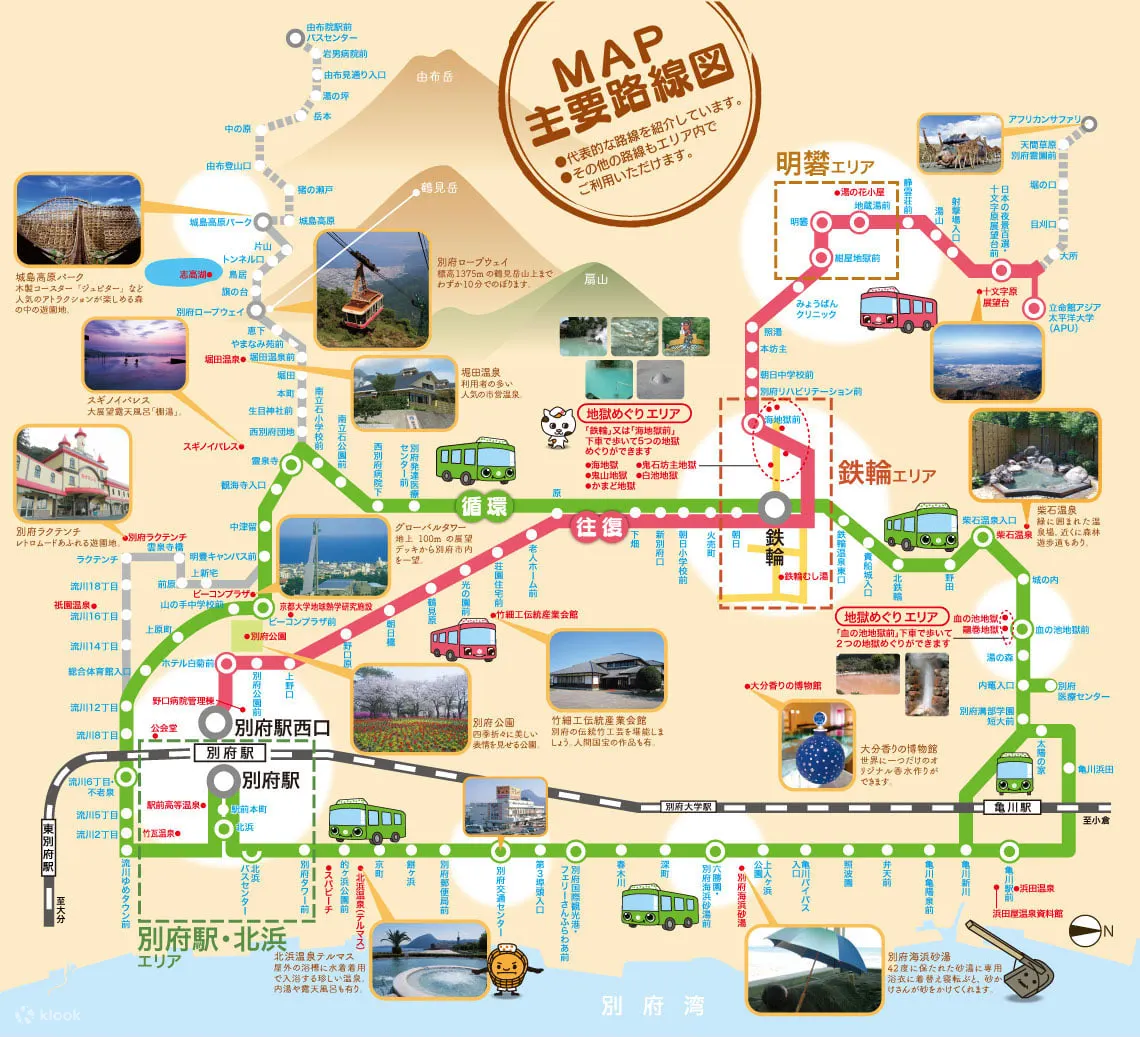 MAP
主要路線図
●代表的な路線を紹介しています。
●その他の路線もエリア内で
ご利用いただけます。
由布院駅前
バスセンター
岩男病院前
由布見通り入口
湯の坪
岳本
中の原
由布登山口
猪の瀬戸
城島高原パーク
城島高原
片山
トンネル口
鳥居
旗の台
別府ロープウェイ
恵下
やまなみ苑前
堀田温泉
堀田温泉前
堀田
本町
生目神社前
西別府団地
由布岳
鶴見岳
扇山
志高湖
城島高原パーク
木製コースター「ジュピター」など
人気のアトラクションが楽しめる森
の中の遊園地。
別府ロープウェイ
標高1375mの鶴見岳山上まで
わずか10分でのぼります。
スギノイパレス
大展望露天風呂「棚湯」。
堀田温泉
利用者の多い
人気の市営温泉。
スギノイパレス
別府ラクテンチ
レトロムードあふれる遊園地。
別府ラクテンチ
ラクテンチ
雲泉寺橋
流川18丁目
前原
上新宅
祇園温泉
流川16丁目
流川14丁目
上原町
総合体育館入口
流川12丁目
流川8丁目
流川6丁目・
不老泉
流川5丁目
流川2丁目
流川ゆめタウン前
南立石小学校前
南立石公園前
西別府病院下
別府発達医療
センター前
霊泉寺
観海寺入口
中津留
明豊キャンパス前
ビーコンプラザ
山の手中学校前
京都大学地球熱学研究施設
ビーコンプラザ前
別府公園
グローバルタワー
地上 100m の展望
デッキから別府市内
を一望。
循環
往復
原
老人ホーム前
荘園住宅前
光の園前
鶴見原
朝日橋
野口原
上野口
別府公園前
ホテル白菊前
野口病院管理棟
別府駅西口
公会堂
別府駅
別府駅
駅前高等温泉
駅前本町
竹瓦温泉
北浜
北浜
バスセンター
別府タワー前
別府駅・北浜
エリア
東別府駅
至大分
別府公園
四季折々に美しい
表情を見せる公園。
竹細工伝統産業会館
竹細工伝統産業会館
別府の伝統竹工芸を堪能しま
しょう。人間国宝の作品も有。
下畑
新別府口
朝日小学校前
火売町
朝日
鉄輪
鉄輪エリア
鉄輪むし湯
地獄めぐりエリア
「鉄輪」又は「海地獄前」
下車で歩いて5つの地獄
めぐりができます
●海地獄 ●鬼石坊主地獄
●鬼山地獄 ●白池地獄
●かまど地獄
海地獄前
別府リハビリテーション前
朝日中学校前
本坊主
照湯
みょうばん
クリニック
紺屋地獄前
明礬
明礬エリア
湯の花小屋
地蔵湯前
静雲荘前
湯山
射撃場入口
日本の夜景百選・
十文字原展望台前
十文字原
展望台
立命館アジア
太平洋大学
(APU)
アフリカンサファリ
天間草原
別府霊園前
堀の口
目刈口
大所
鉄輪温泉東口
貴船城入口
北鉄輪
野田
柴石温泉入口
柴石温泉
柴石温泉
緑に囲まれた温
泉場。近くに森林
遊歩道もあり。
城の内
地獄めぐりエリア
「血の池地獄前」下車で歩いて
2つの地獄めぐりができます
血の池地獄
龍巻地獄
血の池地獄前
湯の森
内竈入口
別府
医療センター
別府溝部学園
短大前
太陽の家
亀川浜田
大分香りの博物館
大分香りの博物館
世界に一つだけのオ
リジナル香水作りが
できます。
別府大学駅
亀川駅
至小倉
スパビーチ
的ヶ浜公園前
北浜温泉(テルマス)
京町
餅ヶ浜
別府郵便局前
別府交通センター
第3埠頭入口
別府国際観光港・
フェリーさんふらわあ前
春木川
深町
六勝園・
別府海浜砂湯前
別府海浜砂湯
上人ヶ浜
公園
亀川バイパス
入口
照波園
弁天前
亀川亀陽泉前
亀川新川
亀川駅前
浜田温泉
浜田屋温泉資料館
北浜温泉テルマス
屋外の浴槽に水着着用
で入浴する珍しい温泉。
内湯や露天風呂も有り。
別府海浜砂湯
42度に保たれた砂湯に専用
浴衣に着替え寝転ぶと、砂か
けさんが砂をかけてくれます。
N
別府湾
klook